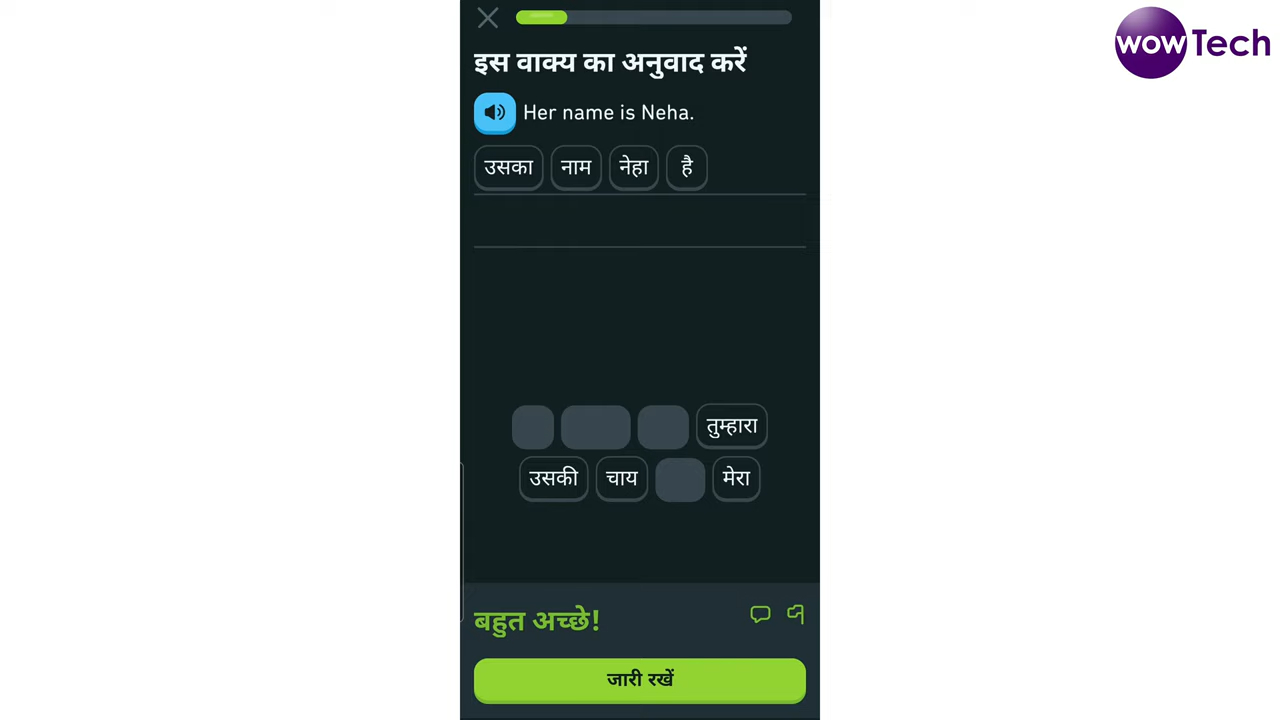 wowTech
इस वाक्य का अनुवाद करें
Her name is Neha.
उसका नाम नेहा है
तुम्हारा
उसकी चाय मेरा
बहुत अच्छे!
जारी रखें